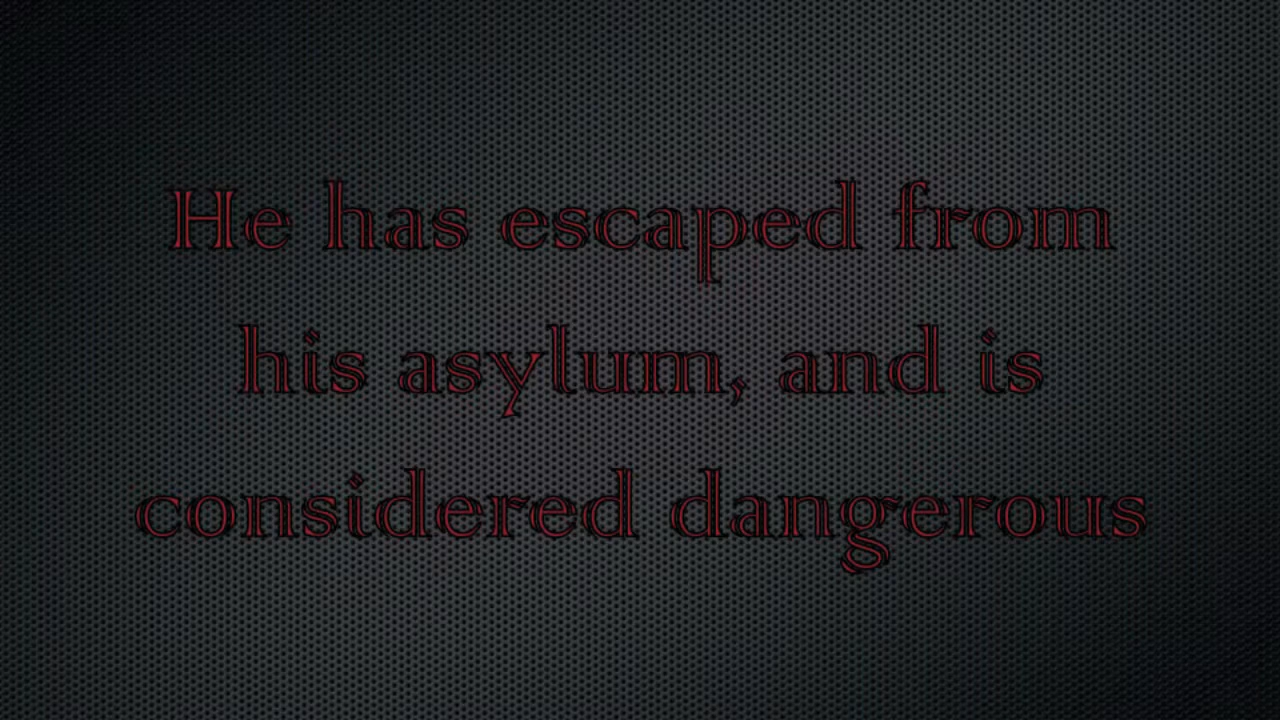 He has escaped from
his asylum, and is
considered dangerous